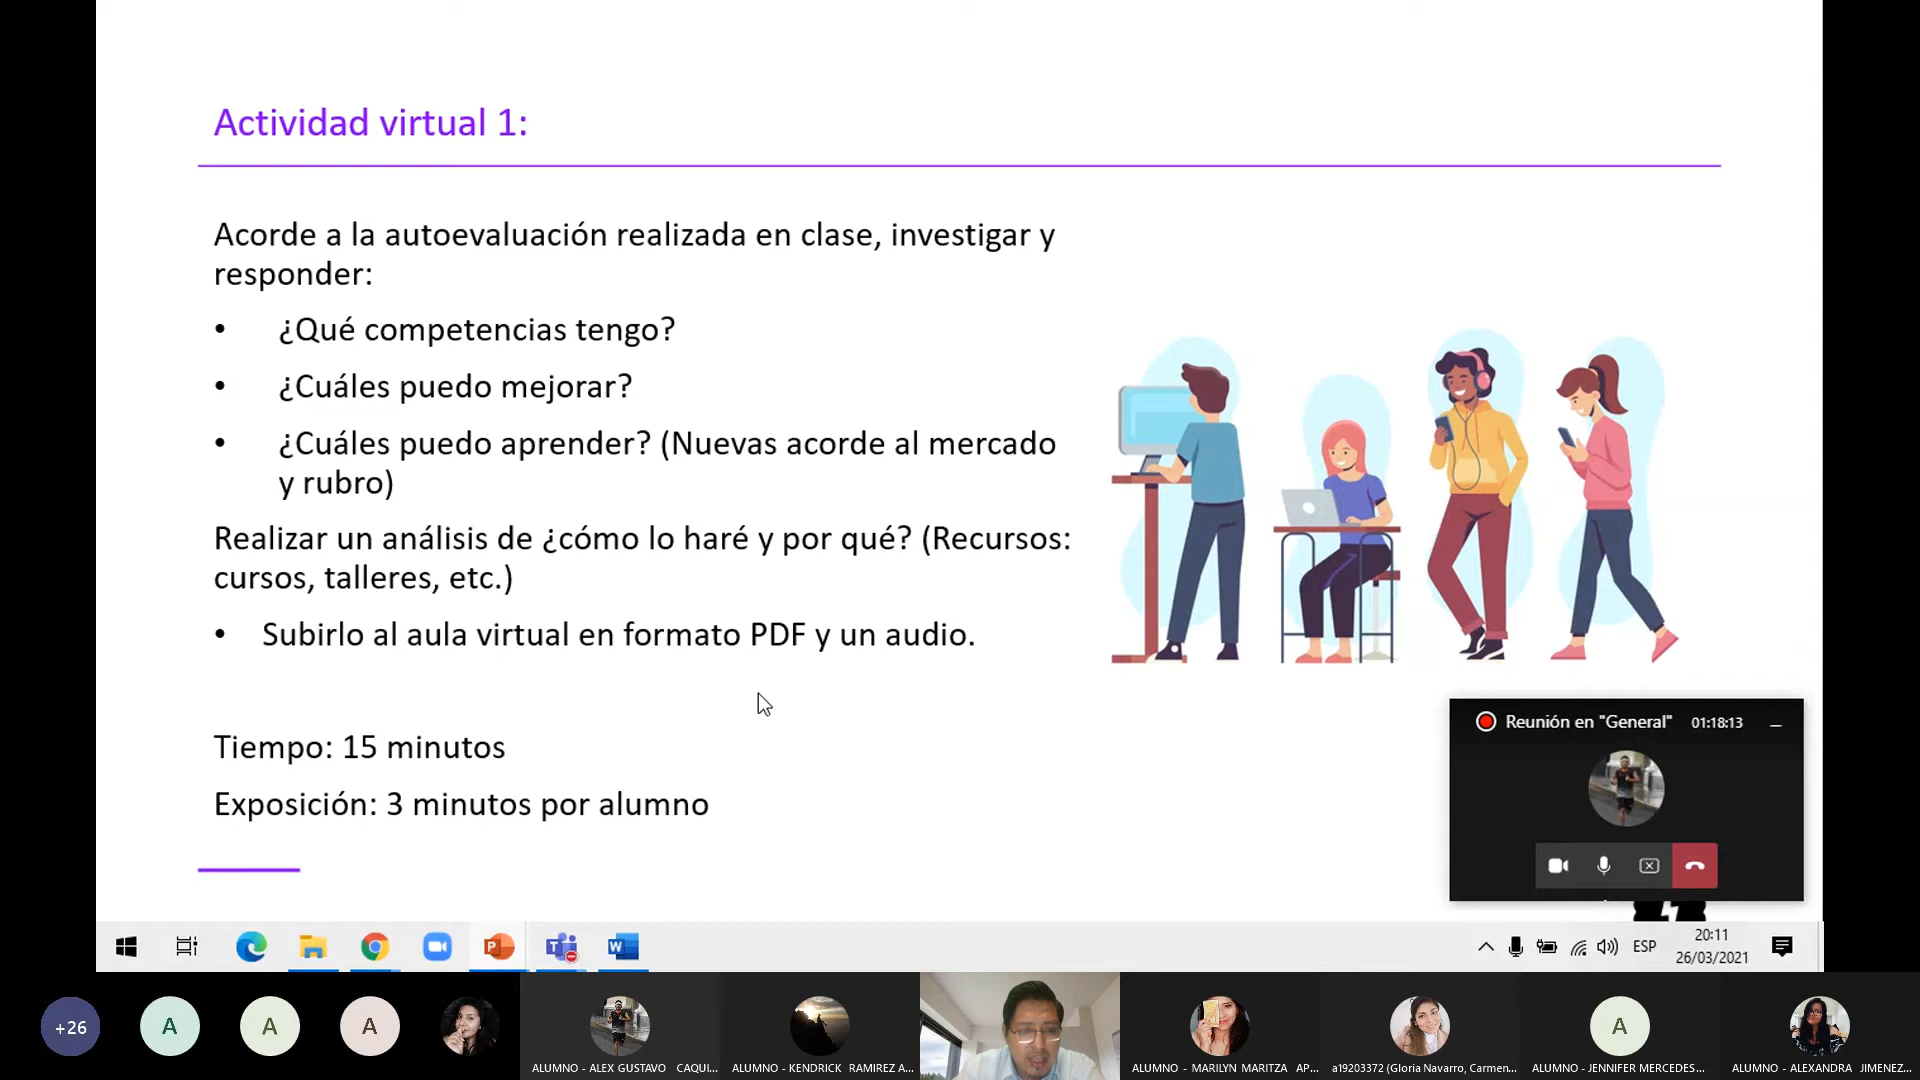 Actividad virtual 1:
Acorde a la autoevaluación realizada en clase, investigar y
responder:
• ¿Qué competencias tengo?
• ¿Cuáles puedo mejorar?
• ¿Cuáles puedo aprender? (Nuevas acorde al mercado
y rubro)
Realizar un análisis de ¿cómo lo haré y por qué? (Recursos:
cursos, talleres, etc.)
• Subirlo al aula virtual en formato PDF y un audio.
Tiempo: 15 minutos
Exposición: 3 minutos por alumno
Reunión en "General" 01:18:13
ESP
20:11
26/03/2021
+26
A
A
A
ALUMNO - ALEX GUSTAVO CAQUI...
ALUMNO - KENDRICK RAMIREZ A...
ALUMNO - MARILYN MARITZA AP...
a19203372 (Gloria Navarro, Carmen...
A
ALUMNO - JENNIFER MERCEDES...
ALUMNO - ALEXANDRA JIMENEZ...